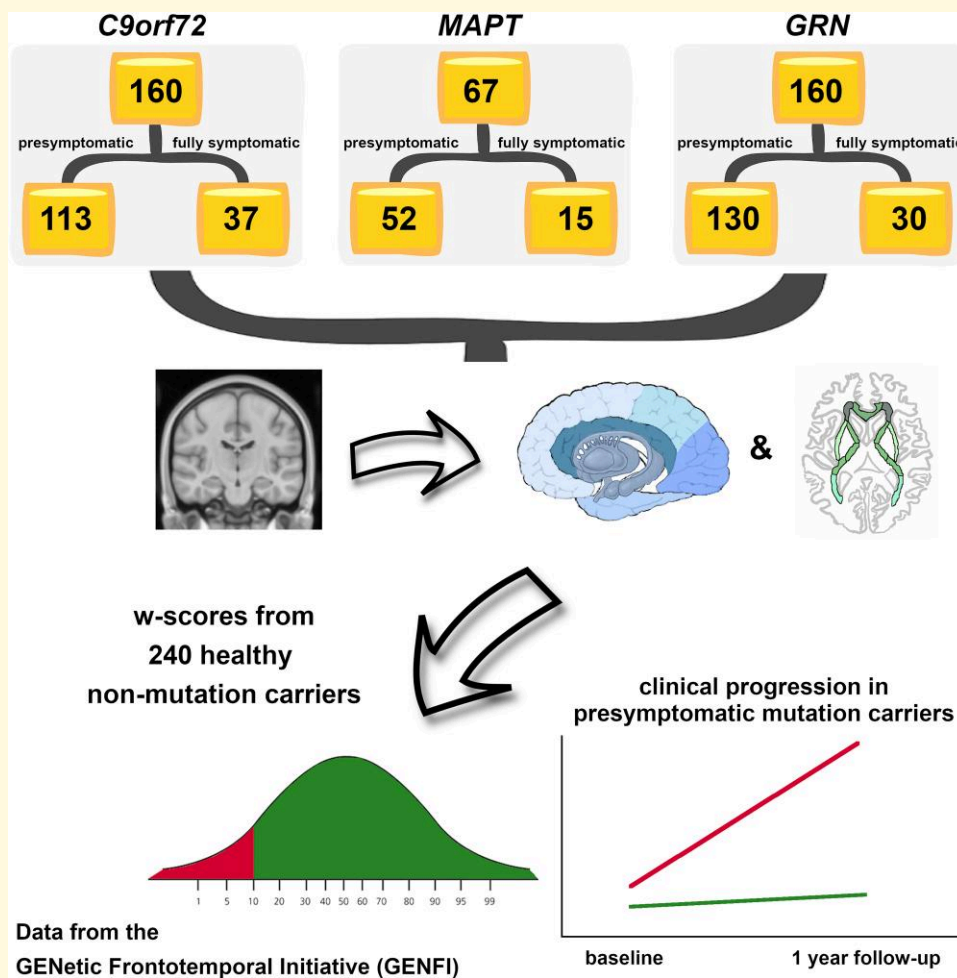 C9orf72 MAPT GRN
160 67 160
presymptomatic fully symptomatic presymptomatic fully symptomatic presymptomatic fully symptomatic
113 37 52 15 130 30
&
w-scores from
240 healthy
non-mutation carriers
clinical progression in
presymptomatic mutation carriers
1 5 10 20 30 40 50 60 70 80 90 95 99
baseline 1 year follow-up
Data from the
GENetic Frontotemporal Initiative (GENFI)